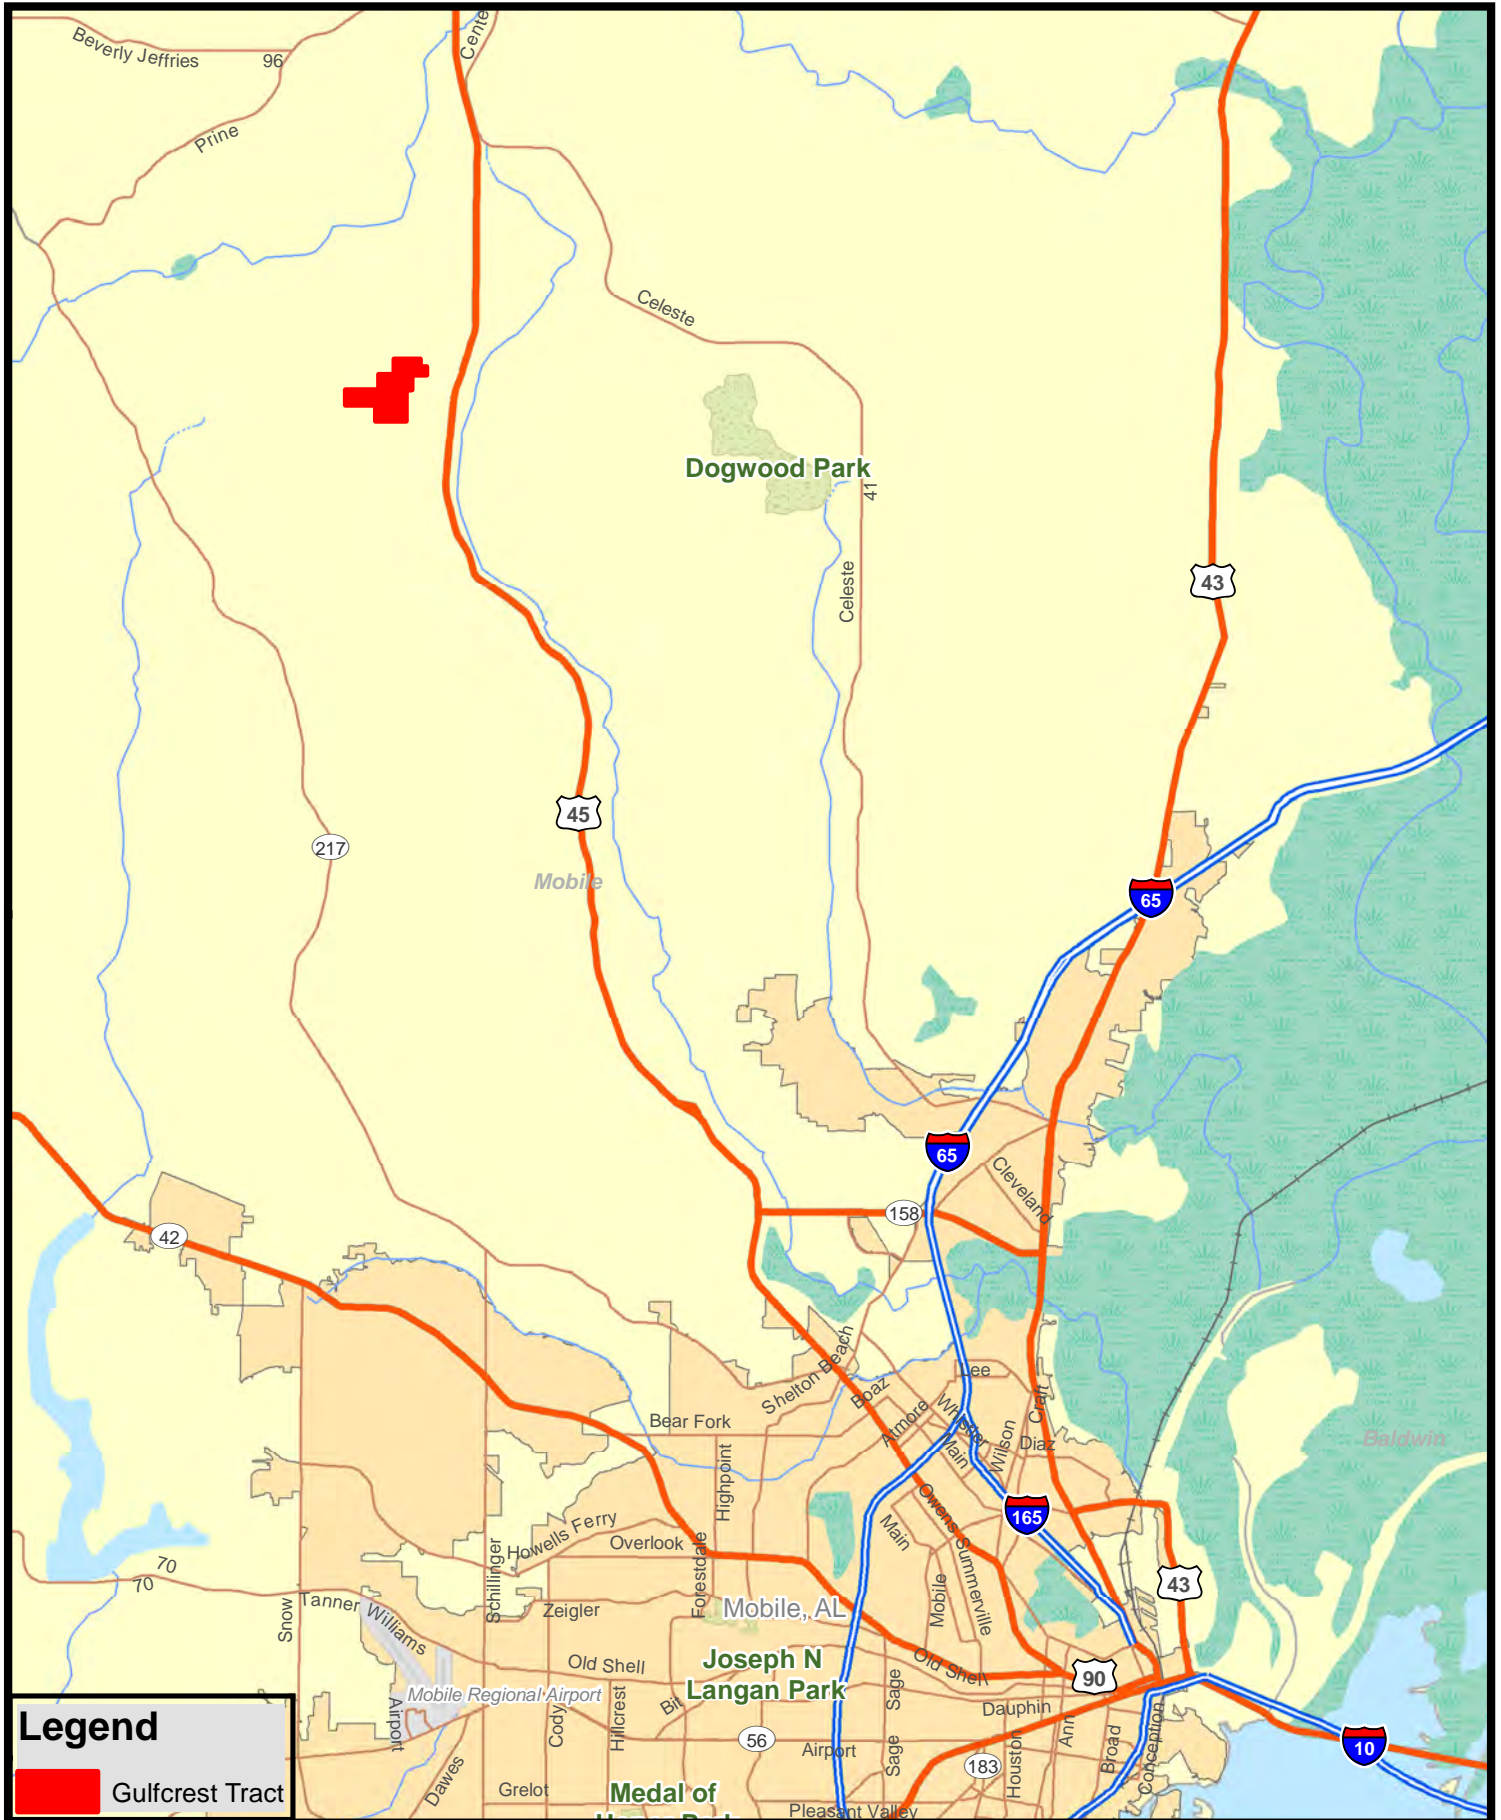 Beverly Jeffries
96
Cente
Prine
Celeste
Dogwood Park
41
Celeste
43
45
217
Mobile
65
65
Cleveland
158
42
Shelton Beach
Lee
Boaz
Bear Fork
Atmore
Whistler
Main
Wilson
Craft
Diaz
Baldwin
Highpoint
Owens
165
Main
Howells Ferry
Overlook
Summerville
Schillinger
Forestdale
70
70
Snow
Tanner Williams
Zeigler
Mobile, AL
Mobile
43
Old Shell
Joseph N
Langan Park
Old Shell
90
Sage
Mobile Regional Airport
Airport
Cody
Hillcrest
Bit
Dauphin
Ann
Broad
Conception
56
Airport
Sage
183
Houston
10
Dawes
Grelot
Medal of
Pleasant Valley
Legend
Gulfcrest Tract